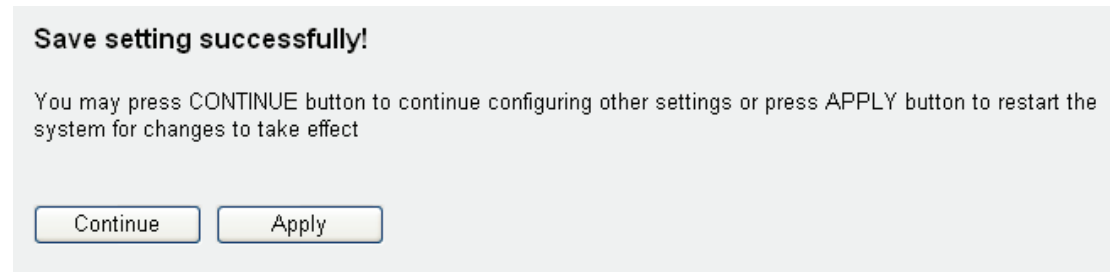 Save setting successfully!
You may press CONTINUE button to continue configuring other settings or press APPLY button to restart the
system for changes to take effect
Continue Apply